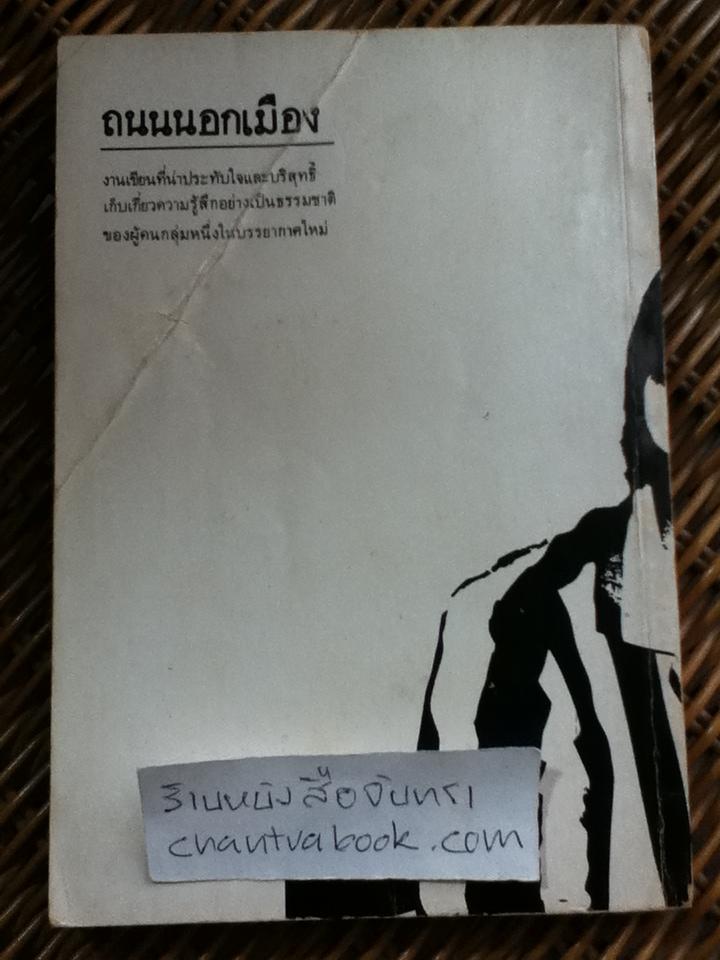 ถนนนอกเมือง
งานเขียนที่น่าประทับใจและบริสุทธิ์
เก็บเกี่ยวความรู้สึกอย่างเป็นธรรมชาติ
ของผู้คนกลุ่มหนึ่งในบรรยากาศใหม่
ร้านหนังสือจันทรา
chantrabook.com